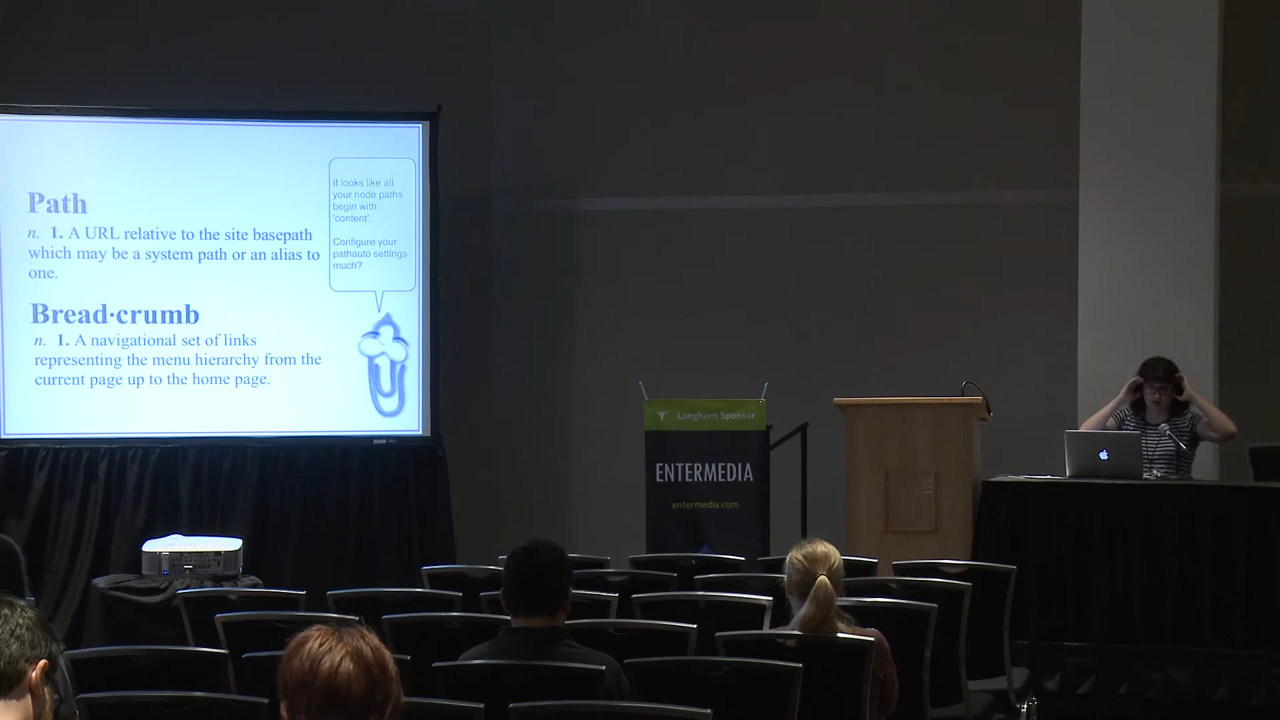 Path
n. 1. A URL relative to the site basepath
which may be a system path or an alias to
one.
Bread·crumb
n. 1. A navigational set of links
representing the menu hierarchy from the
current page up to the home page.
It looks like all
your node paths
begin with
'content'.
Configure your
pathauto settings
much?
Longhorn Sponsor
ENTERMEDIA
entermedia.com